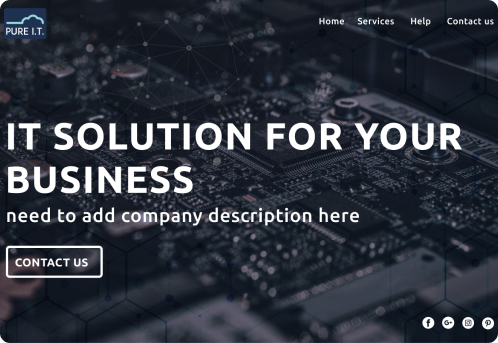 PURE I.T.
Home Services Help Contact us
IT SOLUTION FOR YOUR
BUSINESS
need to add company description here
CONTACT US